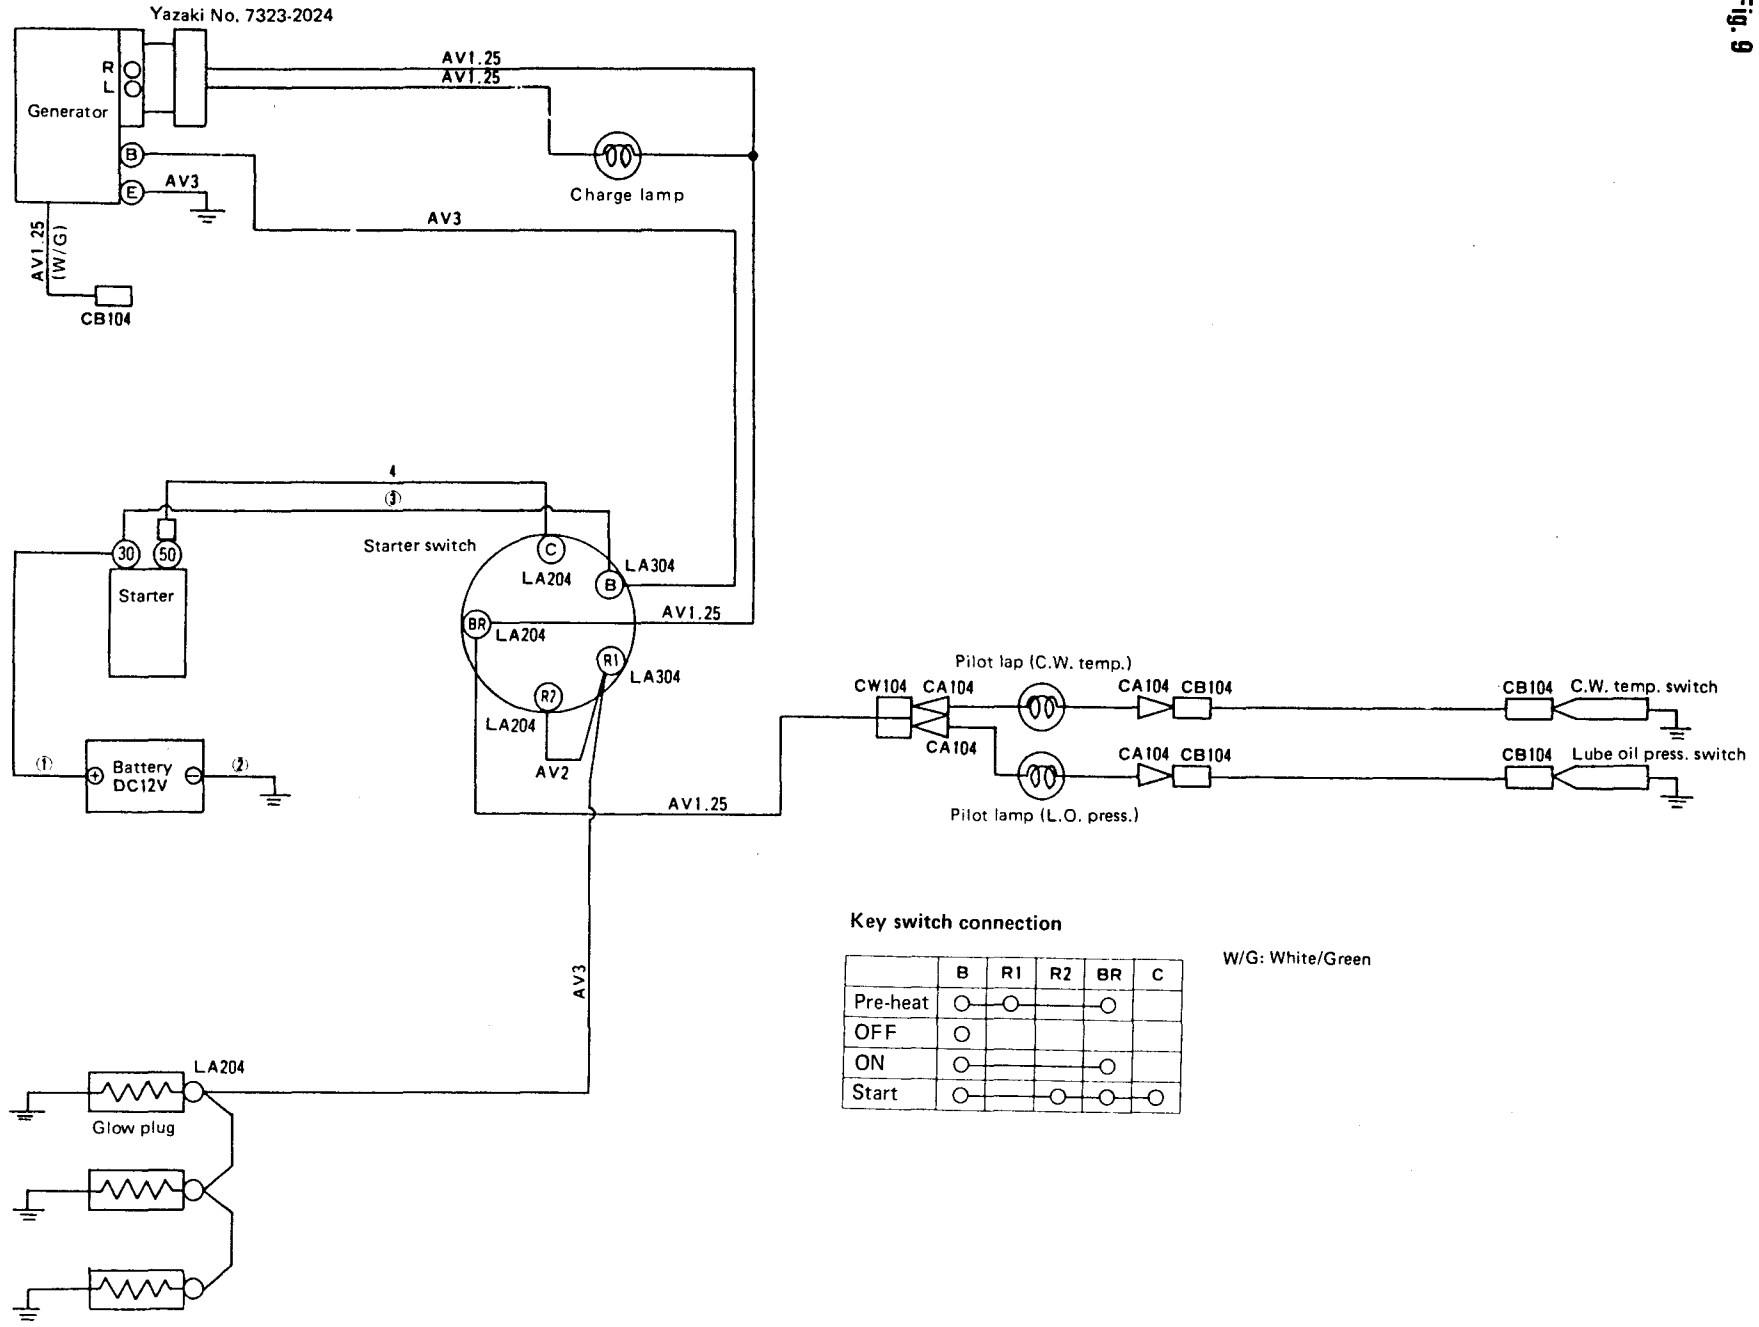 Fig. 9
Yazaki No. 7323-2024
R
L
Generator
B
E
AV3
AV1.25
AV1.25
Charge lamp
AV3
AV1.25
(W/G)
CB104
4
③
30
50
Starter
Starter switch
C
LA204
B
LA304
BR
LA204
AV1.25
R1
LA304
R2
LA204
AV2
①
Battery
DC12V
+
−
②
AV1.25
Pilot lap (C.W. temp.)
CW104
CA104
CA104
CB104
CB104
C.W. temp. switch
CA104
CA104
CB104
CB104
Lube oil press. switch
Pilot lamp (L.O. press.)
AV3
LA204
Glow plug
Key switch connection
B R1 R2 BR C
Pre-heat
OFF
ON
Start
W/G: White/Green